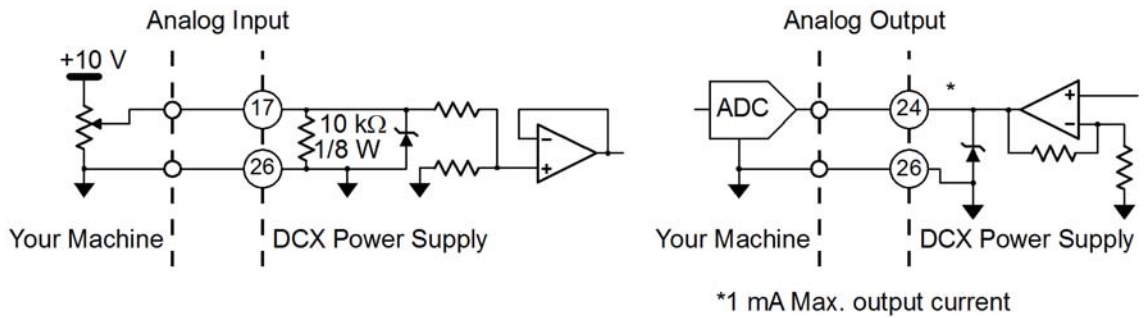 Analog Input
+10 V
17
10 kΩ
1/8 W
-
+
26
Your Machine
DCX Power Supply
Analog Output
ADC
24
*
+
-
26
Your Machine
DCX Power Supply
*1 mA Max. output current